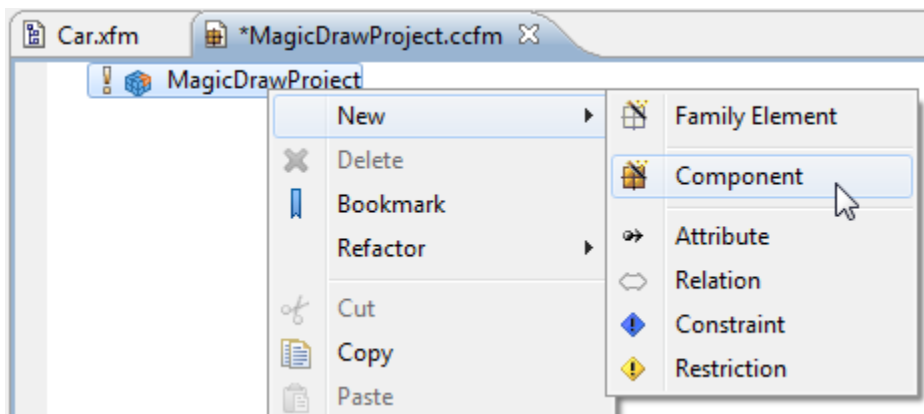 Car.xfm
*MagicDrawProject.ccfm
MagicDrawProject
New
Delete
Bookmark
Refactor
Cut
Copy
Paste
Family Element
Component
Attribute
Relation
Constraint
Restriction